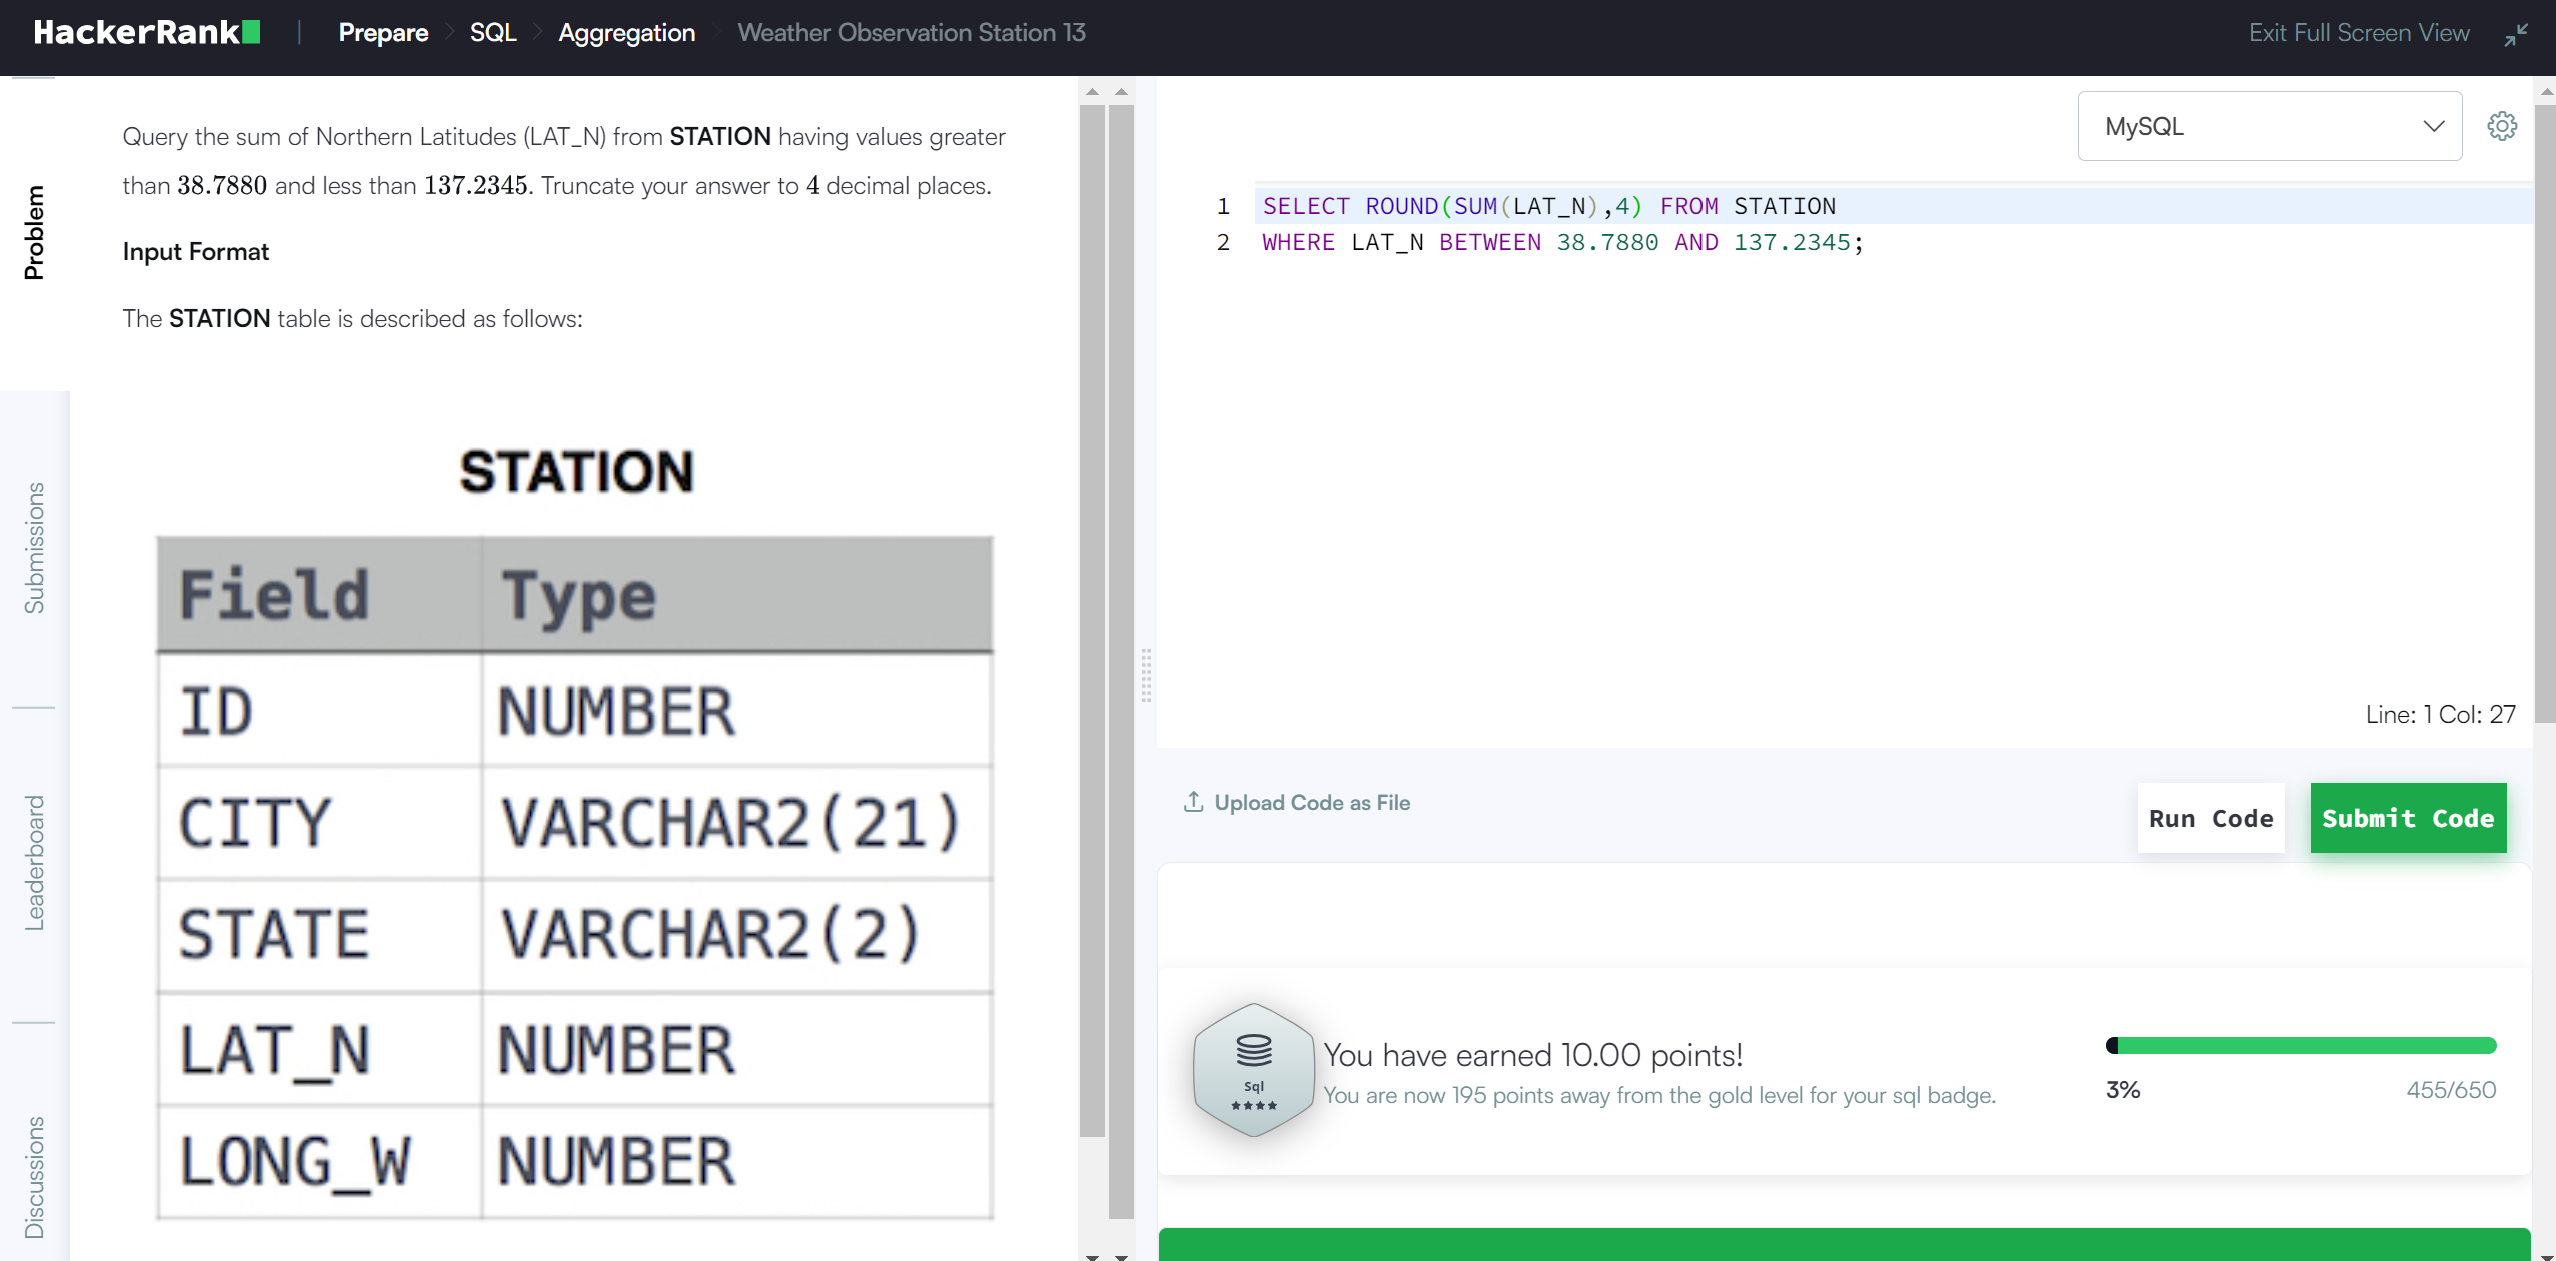 HackerRank | Prepare > SQL > Aggregation > Weather Observation Station 13
Exit Full Screen View
Problem
Submissions
Leaderboard
Discussions
Query the sum of Northern Latitudes (LAT_N) from STATION having values greater
than 38.7880 and less than 137.2345. Truncate your answer to 4 decimal places.
Input Format
The STATION table is described as follows:
STATION
Field Type
ID NUMBER
CITY VARCHAR2(21)
STATE VARCHAR2(2)
LAT_N NUMBER
LONG_W NUMBER
MySQL
1 SELECT ROUND(SUM(LAT_N),4) FROM STATION
2 WHERE LAT_N BETWEEN 38.7880 AND 137.2345;
Line: 1 Col: 27
Upload Code as File
Run Code
Submit Code
Sql
You have earned 10.00 points!
You are now 195 points away from the gold level for your sql badge.
3%
455/650